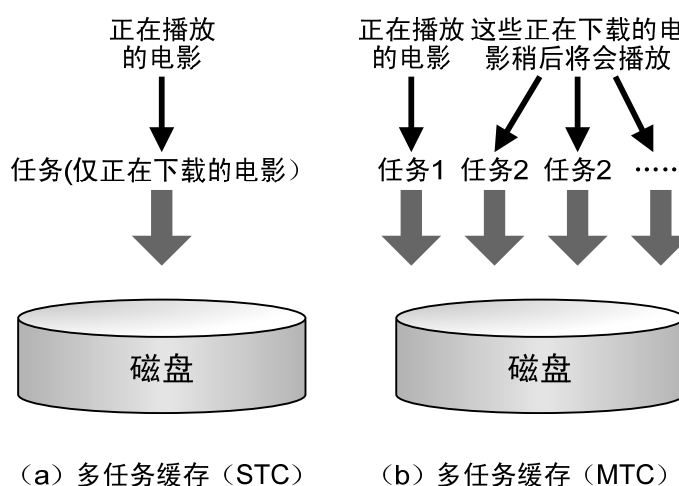 正在播放
的电影
任务(仅正在下载的电影）
磁盘
（a）多任务缓存（STC）
正在播放
的电影
这些正在下载的电
影稍后将会播放
任务1 任务2 任务2 ……
磁盘
（b）多任务缓存（MTC）